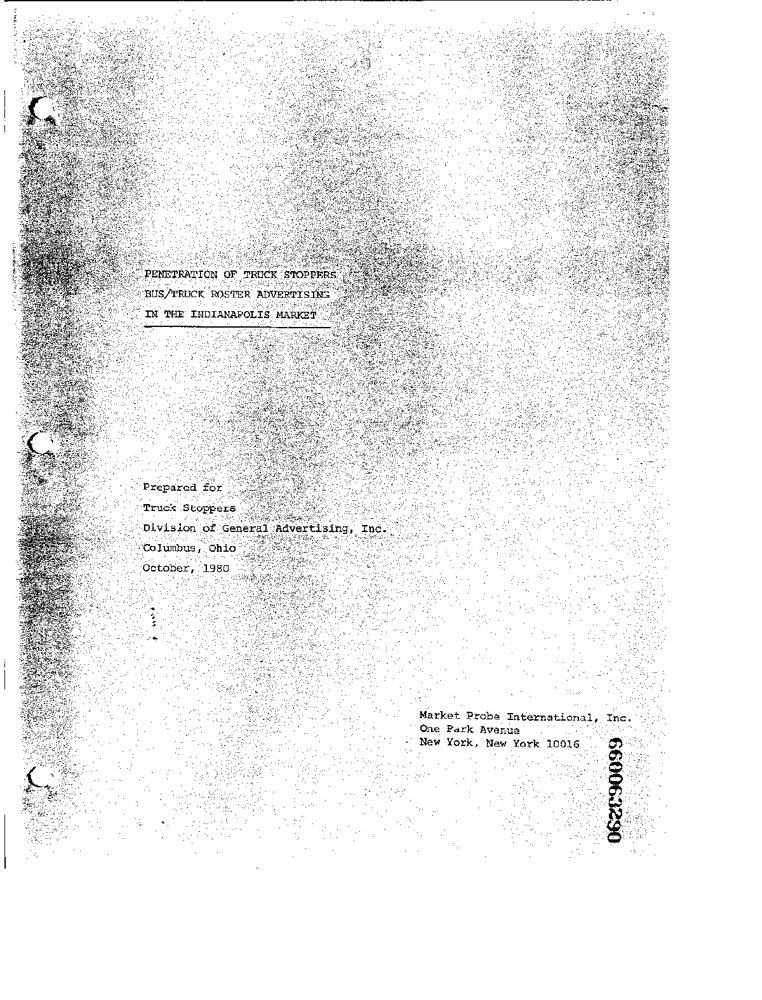 PENETRATION OF TRUCK STOPPERS
BUS/TRUCK ROSTER ADVERTISING
IN THE INDIANAPOLIS MARKET
Prepared for
Truck Stoppers
Division of General Advertising, Inc.
Columbus, Ohio
October, 1980
Market Probe International, Inc.
One Park Avenue
New York, New York 10016
660063290